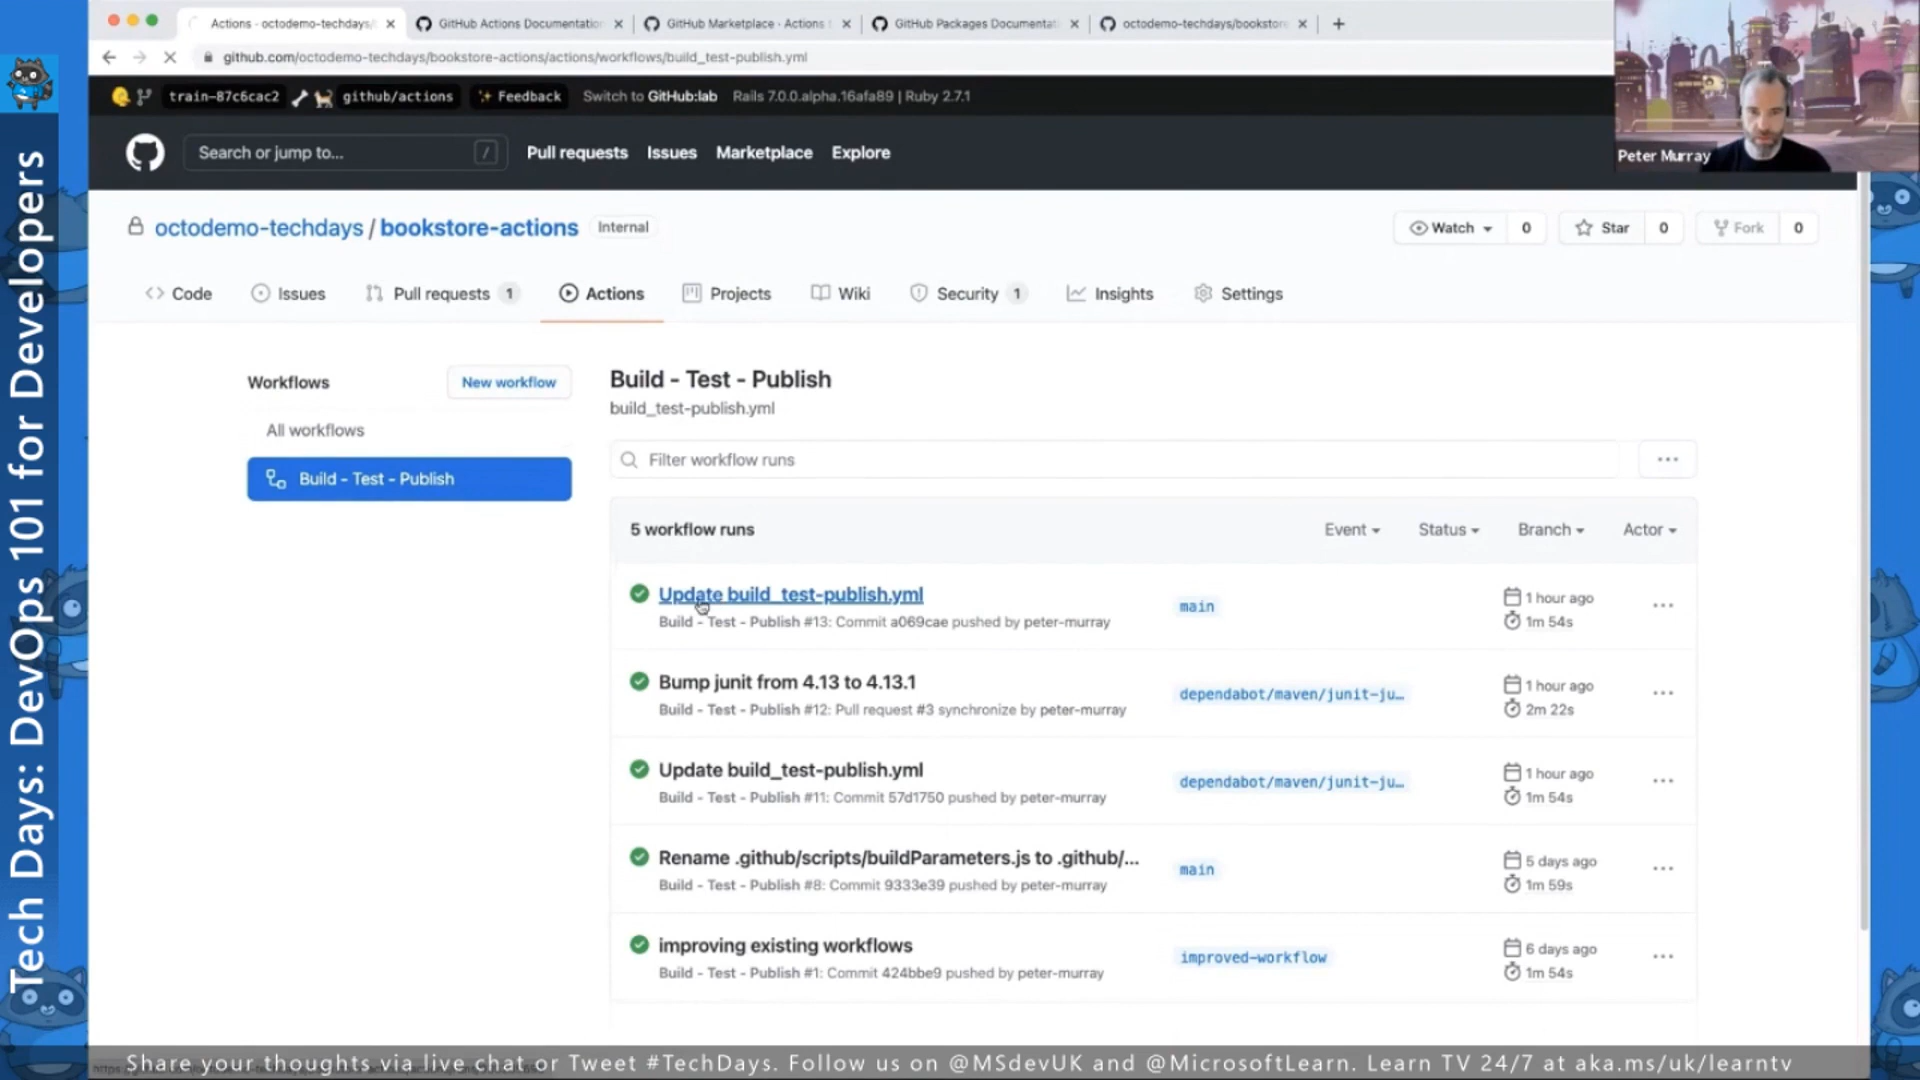 Actions - octodemo-techdays/
GitHub Actions Documentation
GitHub Marketplace · Actions
GitHub Packages Documentat
octodemo-techdays/bookstore
github.com/octodemo-techdays/bookstore-actions/actions/workflows/build_test-publish.yml
train-87c6cac2 github/actions Feedback Switch to GitHub:lab Rails 7.0.0.alpha.16afa89 | Ruby 2.7.1
Search or jump to... / Pull requests Issues Marketplace Explore
Peter Murray
octodemo-techdays / bookstore-actions Internal
Watch 0 Star 0 Fork 0
Code Issues Pull requests 1 Actions Projects Wiki Security 1 Insights Settings
Workflows
New workflow
All workflows
Build - Test - Publish
Build - Test - Publish
build_test-publish.yml
Filter workflow runs
5 workflow runs
Event Status Branch Actor
Update build_test-publish.yml
Build - Test - Publish #13: Commit a069cae pushed by peter-murray
main
1 hour ago
1m 54s
Bump junit from 4.13 to 4.13.1
Build - Test - Publish #12: Pull request #3 synchronize by peter-murray
dependabot/maven/junit-ju…
1 hour ago
2m 22s
Update build_test-publish.yml
Build - Test - Publish #11: Commit 57d1750 pushed by peter-murray
dependabot/maven/junit-ju…
1 hour ago
1m 54s
Rename .github/scripts/buildParameters.js to .github/...
Build - Test - Publish #8: Commit 9333e39 pushed by peter-murray
main
5 days ago
1m 59s
improving existing workflows
Build - Test - Publish #1: Commit 424bbe9 pushed by peter-murray
improved-workflow
6 days ago
1m 54s
Tech Days: DevOps 101 for Developers
Share your thoughts via live chat or Tweet #TechDays. Follow us on @MSdevUK and @MicrosoftLearn. Learn TV 24/7 at aka.ms/uk/learntv